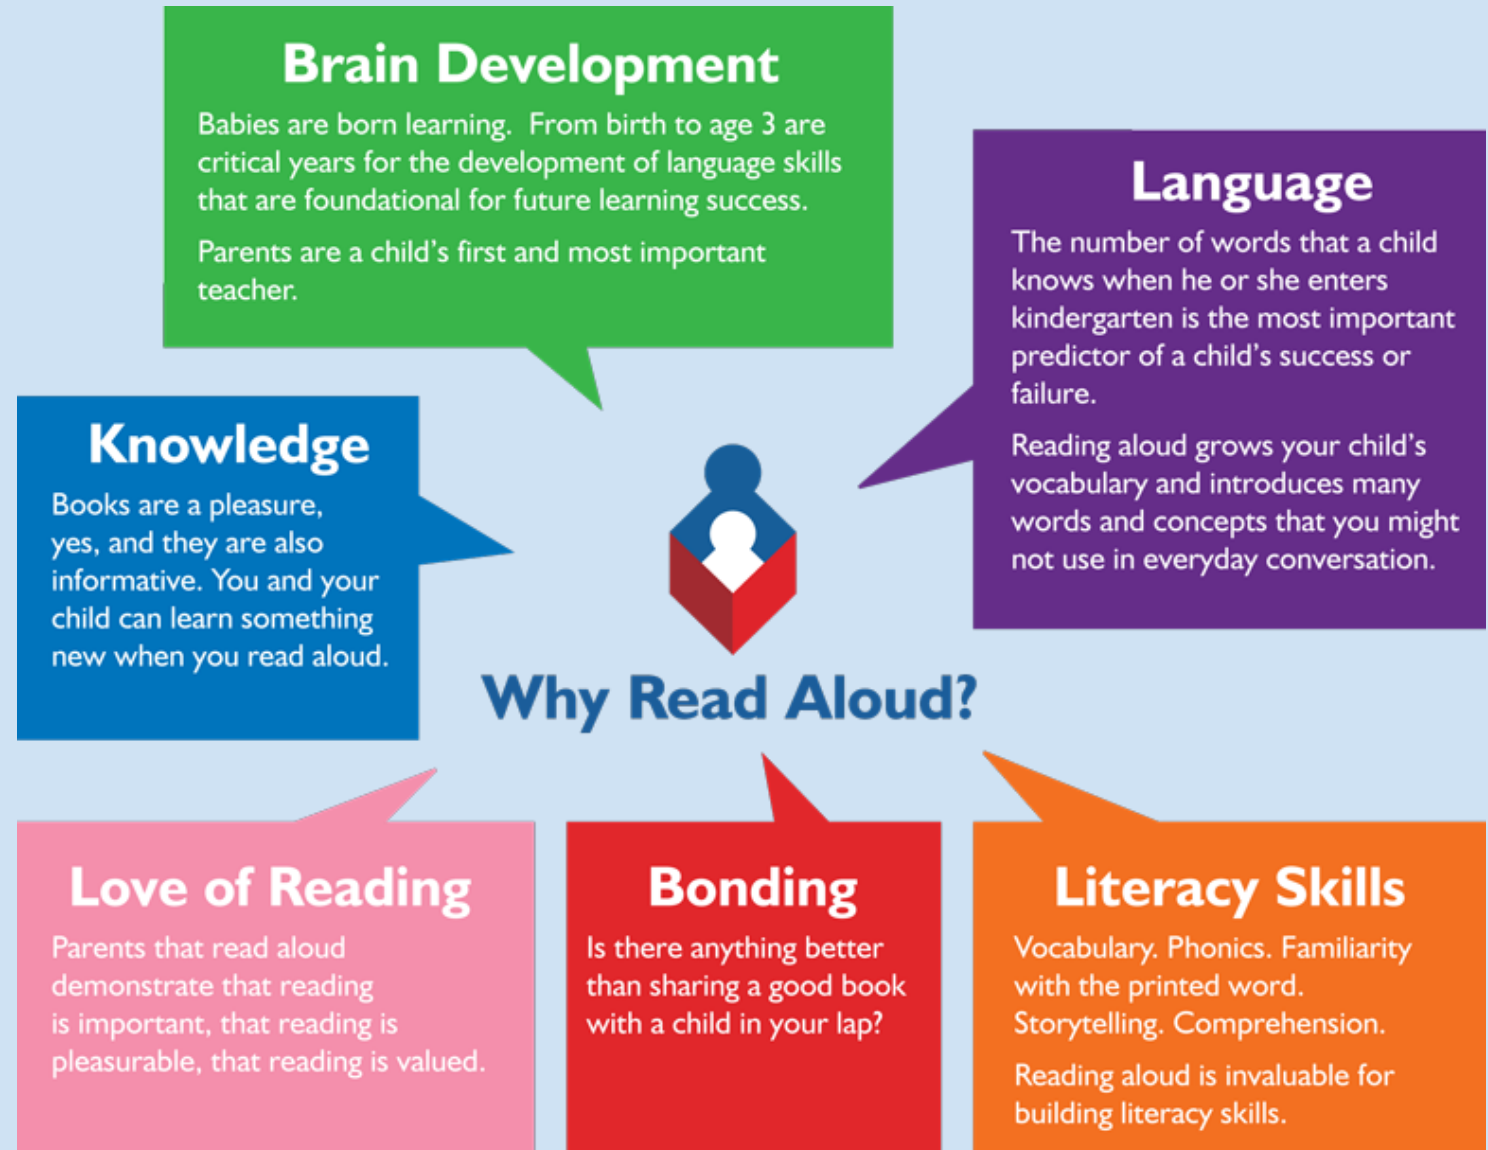 Brain Development
Babies are born learning.  From birth to age 3 are
critical years for the development of language skills
that are foundational for future learning success.
Parents are a child's first and most important
teacher.
Language
The number of words that a child
knows when he or she enters
kindergarten is the most important
predictor of a child's success or
failure.
Reading aloud grows your child's
vocabulary and introduces many
words and concepts that you might
not use in everyday conversation.
Knowledge
Books are a pleasure,
yes, and they are also
informative. You and your
child can learn something
new when you read aloud.
Why Read Aloud?
Love of Reading
Parents that read aloud
demonstrate that reading
is important, that reading is
pleasurable, that reading is valued.
Bonding
Is there anything better
than sharing a good book
with a child in your lap?
Literacy Skills
Vocabulary. Phonics. Familiarity
with the printed word.
Storytelling. Comprehension.
Reading aloud is invaluable for
building literacy skills.